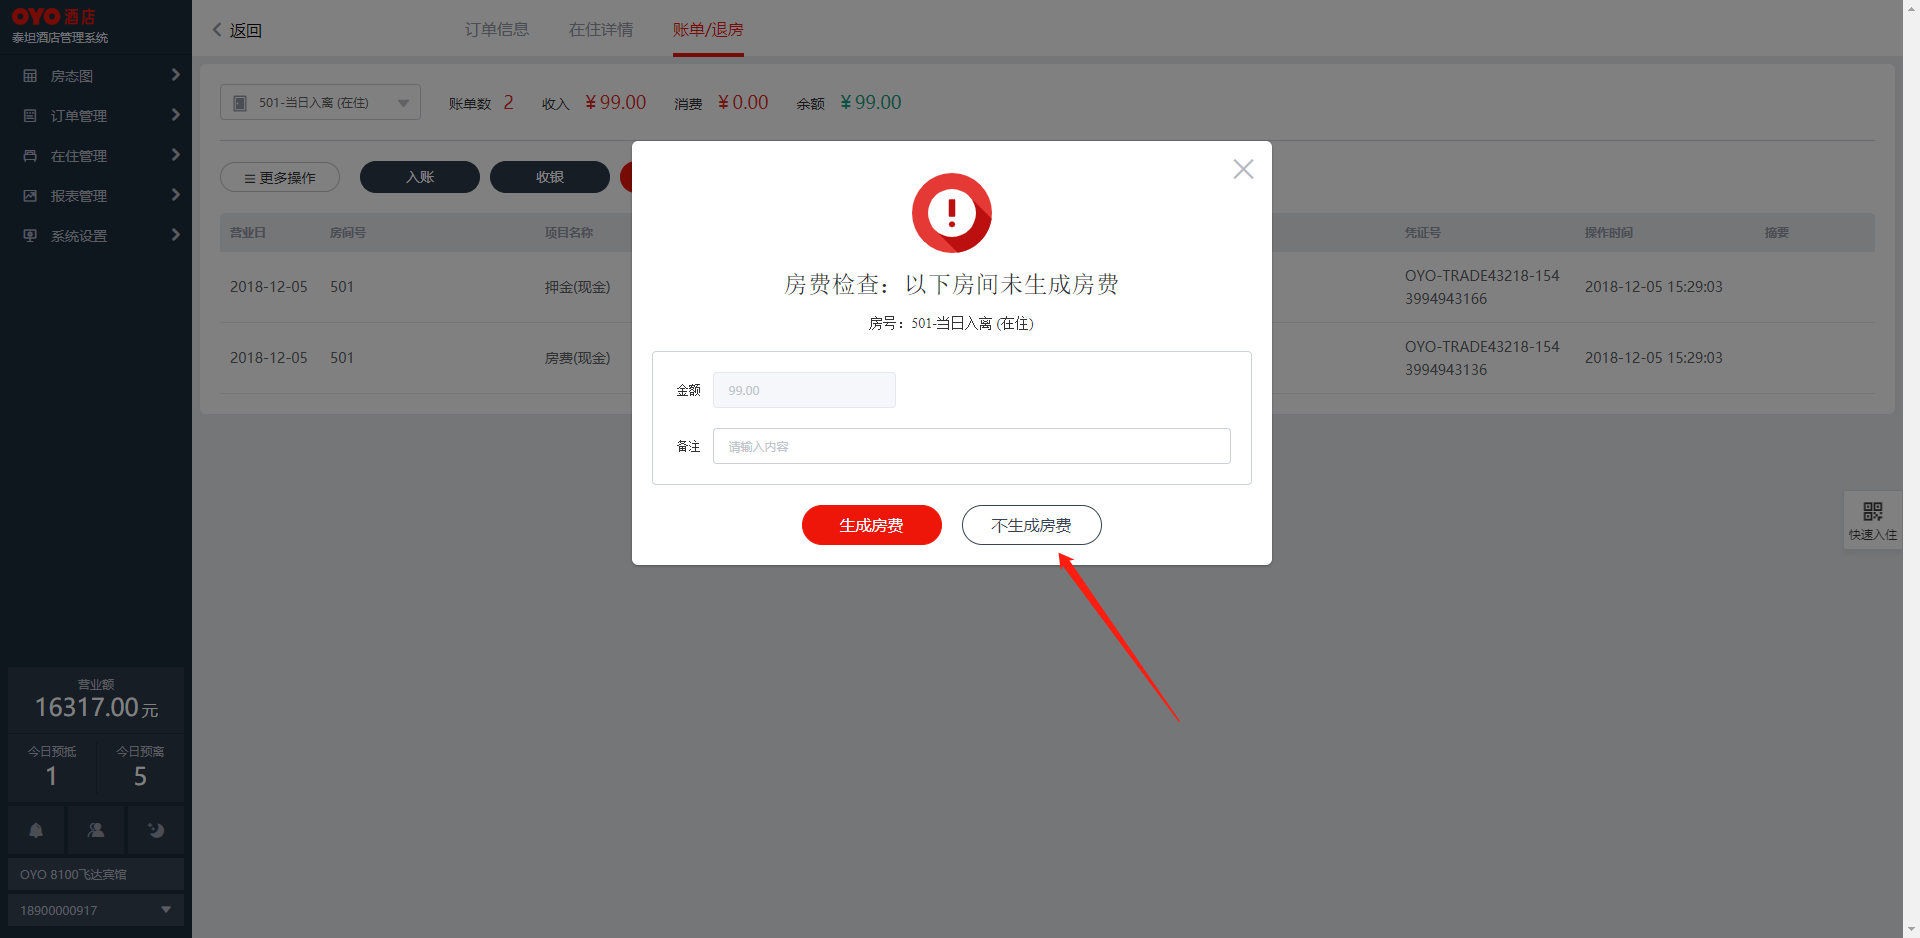 OYO 酒店
泰坦酒店管理系统
房态图
订单管理
在住管理
报表管理
系统设置
营业额
16317.00元
今日预抵
今日预离
1
5
OYO 8100飞达宾馆
18900000917
返回
订单信息
在住详情
账单/退房
501-当日入离 (在住)
账单数 2 收入 ¥99.00 消费 ¥0.00 余额 ¥99.00
更多操作
入账
收银
营业日 房间号 项目名称 凭证号 操作时间 摘要
2018-12-05 501 押金(现金) OYO-TRADE43218-154
3994943166 2018-12-05 15:29:03
2018-12-05 501 房费(现金) OYO-TRADE43218-154
3994943136 2018-12-05 15:29:03
房费检查：以下房间未生成房费
房号：501-当日入离 (在住)
金额 99.00
备注 请输入内容
生成房费
不生成房费
快速入住